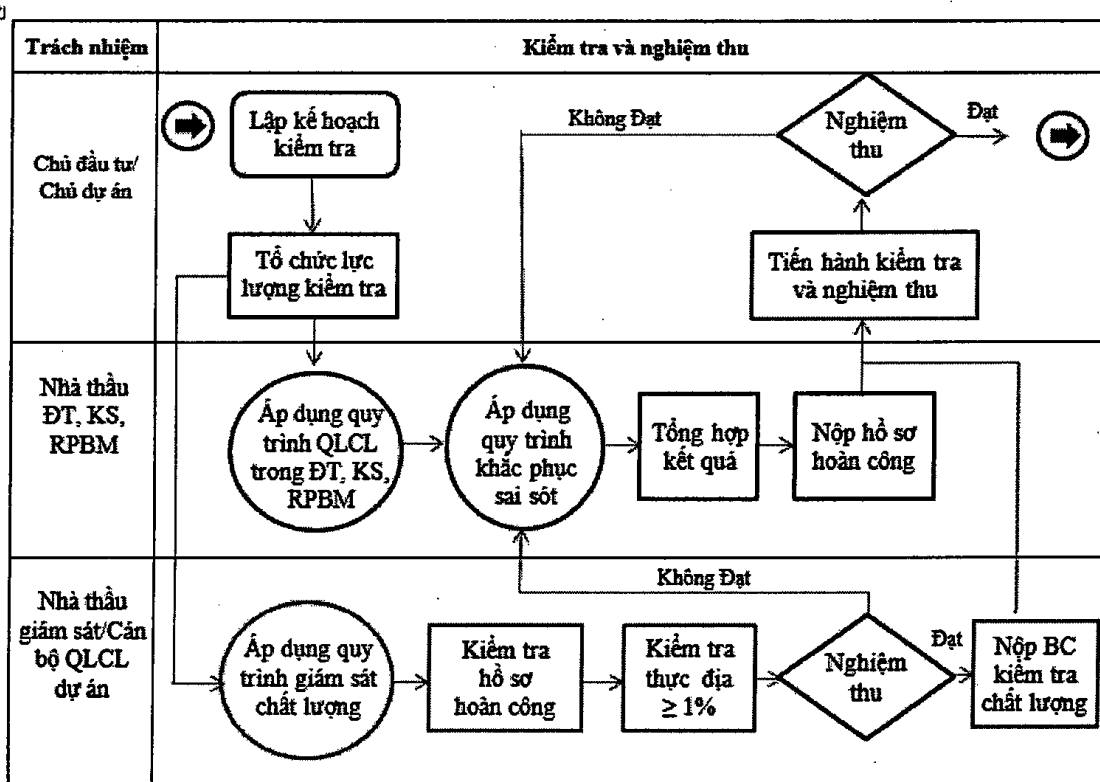 Trách nhiệm
Kiểm tra và nghiệm thu
Chủ đầu tư/
Chủ dự án
Lập kế hoạch
kiểm tra
Không Đạt
Nghiệm
thu
Đạt
Tổ chức lực
lượng kiểm tra
Tiến hành kiểm tra
và nghiệm thu
Nhà thầu
ĐT, KS,
RPBM
Áp dụng quy
trình QLCL
trong ĐT, KS,
RPBM
Áp dụng
quy trình
khắc phục
sai sót
Tổng hợp
kết quả
Nộp hồ sơ
hoàn công
Nhà thầu
giám sát/Cán
bộ QLCL
dự án
Áp dụng quy
trình giám sát
chất lượng
Kiểm tra
hồ sơ
hoàn công
Kiểm tra
thực địa
≥ 1%
Không Đạt
Nghiệm
thu
Đạt
Nộp BC
kiểm tra
chất lượng